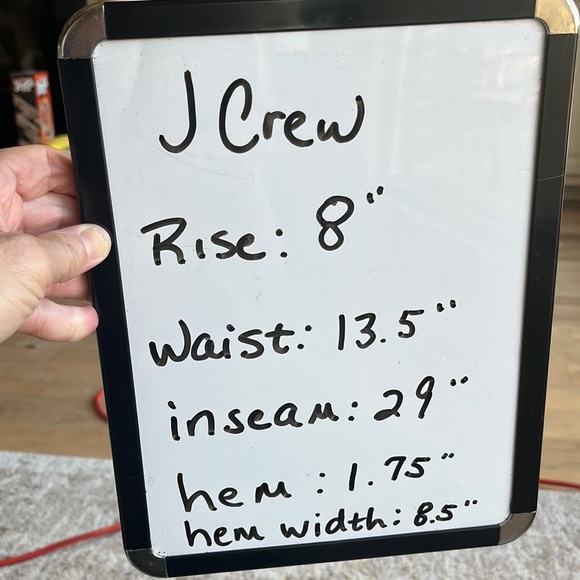 J Crew
Rise: 8"
Waist: 13.5"
inseam: 29"
hem : 1.75"
hem width: 8.5"